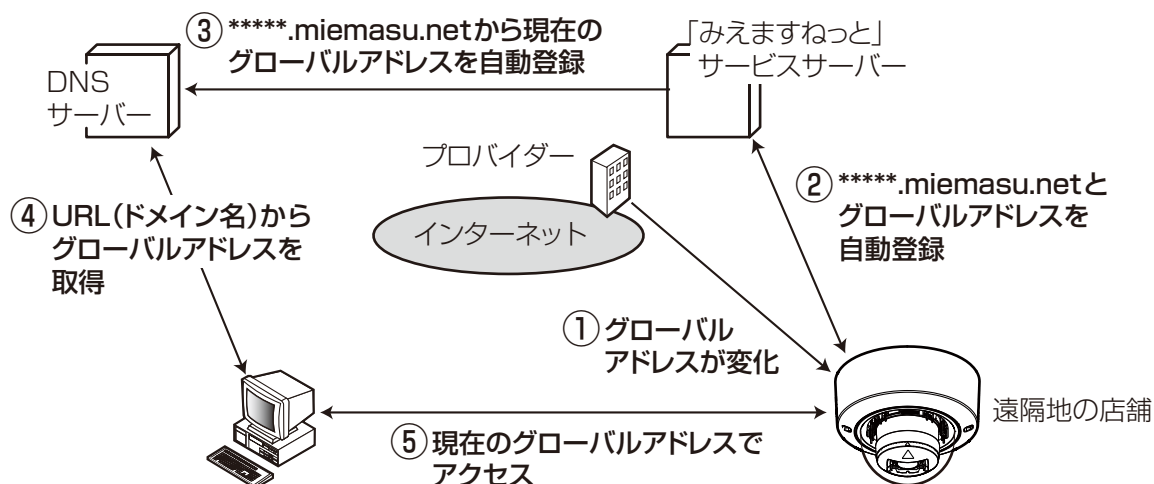 ③*****.miemasu.netから現在の
グローバルアドレスを自動登録
「みえますねっと」
サービスサーバー
DNS
サーバー
プロバイダー
②*****.miemasu.netと
グローバルアドレスを
自動登録
④URL(ドメイン名)から
グローバルアドレスを
取得
インターネット
①グローバル
アドレスが変化
遠隔地の店舗
⑤現在のグローバルアドレスで
アクセス